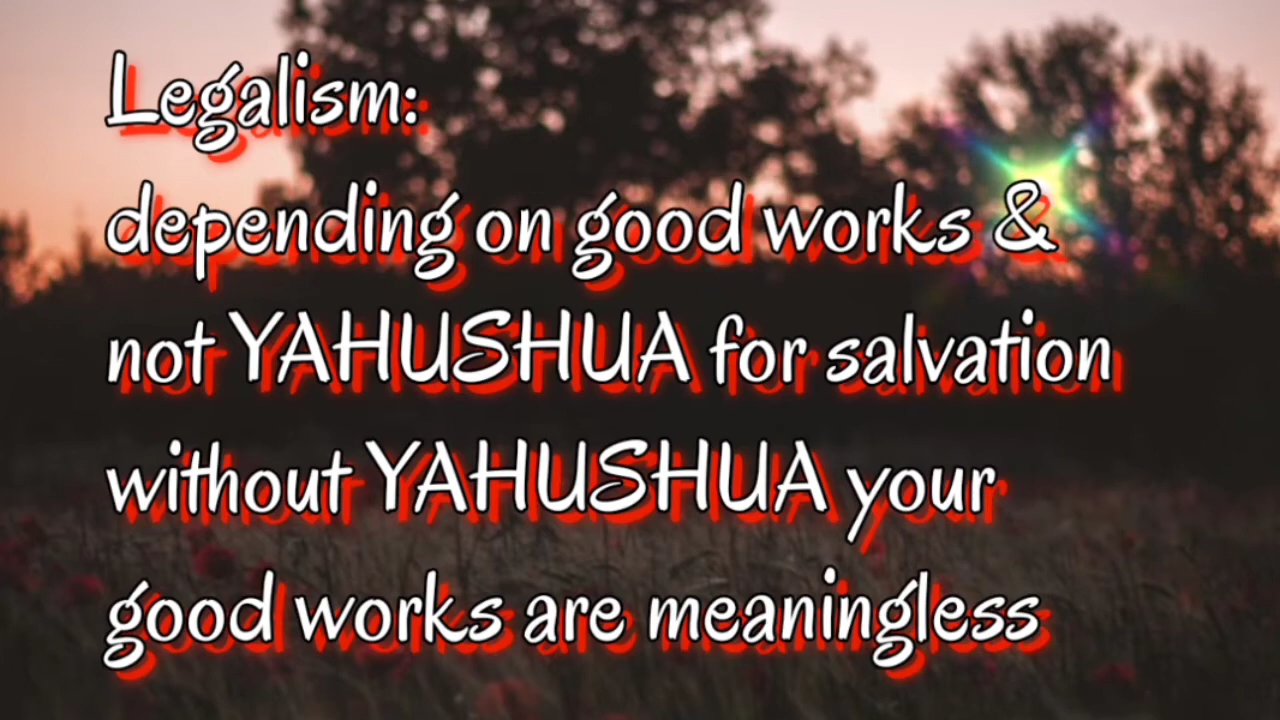 Legalism:
depending on good works &
not YAHUSHUA for salvation
without YAHUSHUA your
good works are meaningless